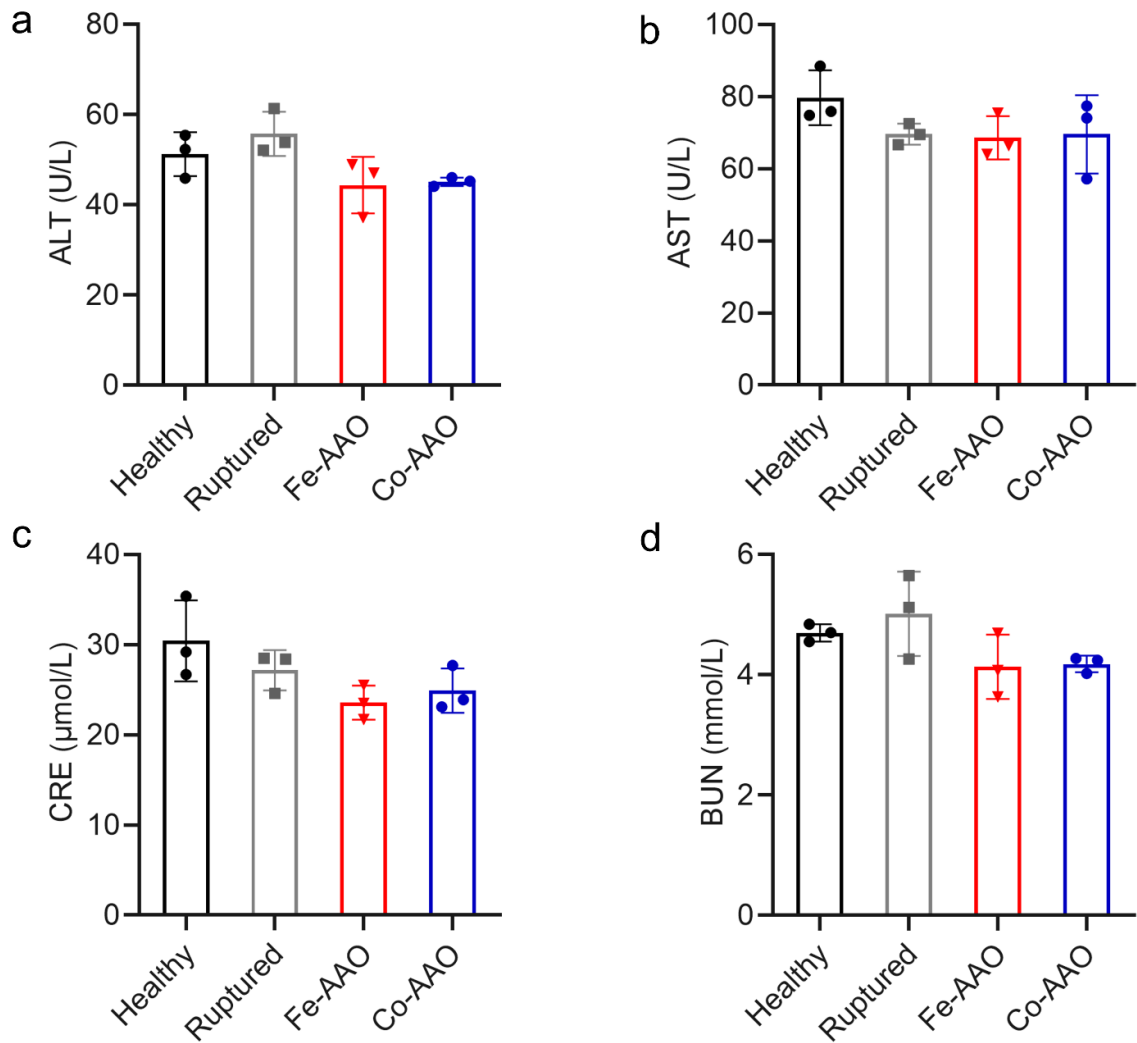 a
ALT (U/L)
80
60
40
20
0
Healthy
Ruptured
Fe-AAO
Co-AAO
b
AST (U/L)
100
80
60
40
20
0
Healthy
Ruptured
Fe-AAO
Co-AAO
c
CRE (μmol/L)
40
30
20
10
0
Healthy
Ruptured
Fe-AAO
Co-AAO
d
BUN (mmol/L)
6
4
2
0
Healthy
Ruptured
Fe-AAO
Co-AAO